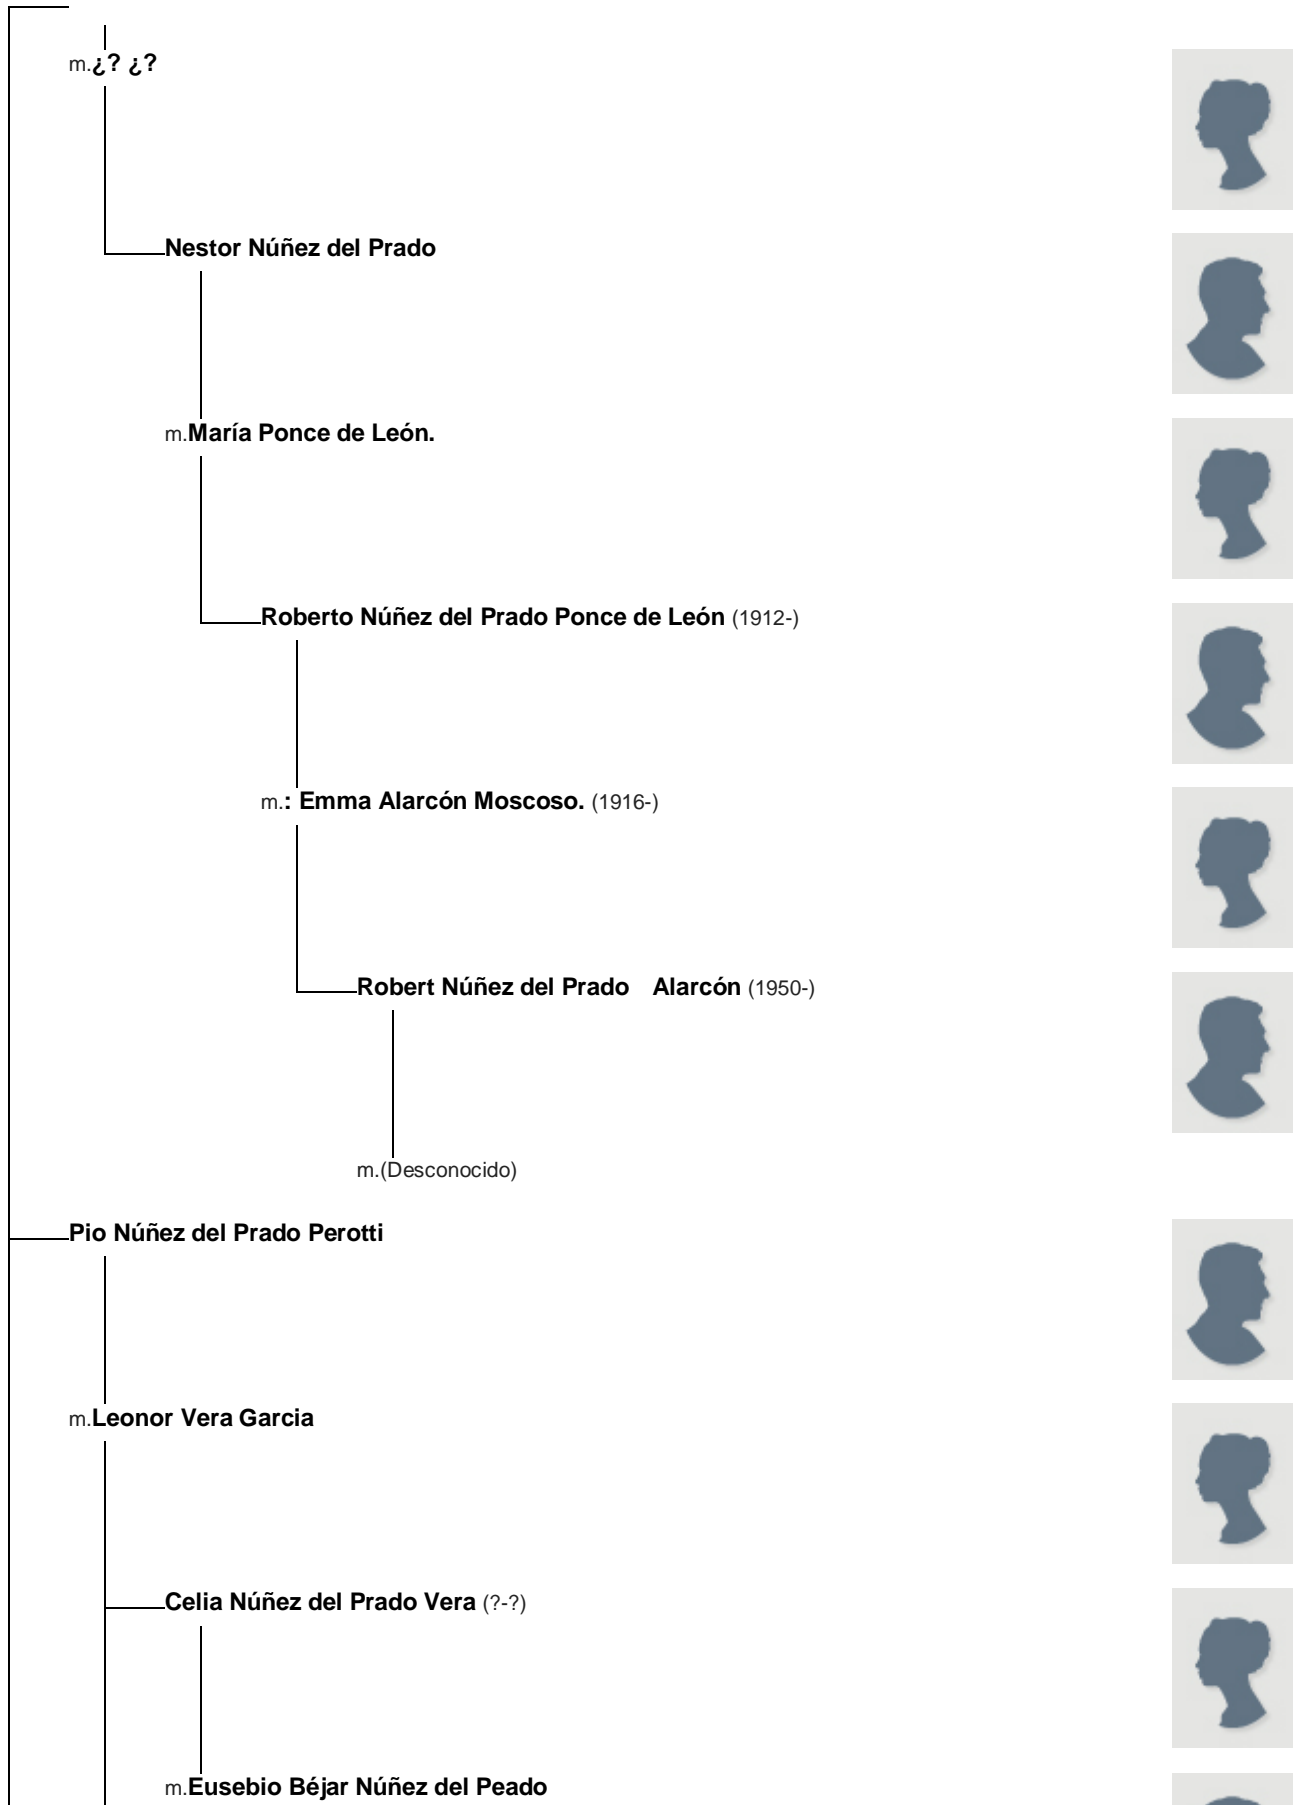 m.¿? ¿?
Nestor Núñez del Prado
m.María Ponce de León.
Roberto Núñez del Prado Ponce de León (1912-)
m.: Emma Alarcón Moscoso. (1916-)
Robert Núñez del Prado Alarcón (1950-)
m.(Desconocido)
Pio Núñez del Prado Perotti
m.Leonor Vera Garcia
Celia Núñez del Prado Vera (?-?)
m.Eusebio Béjar Núñez del Peado